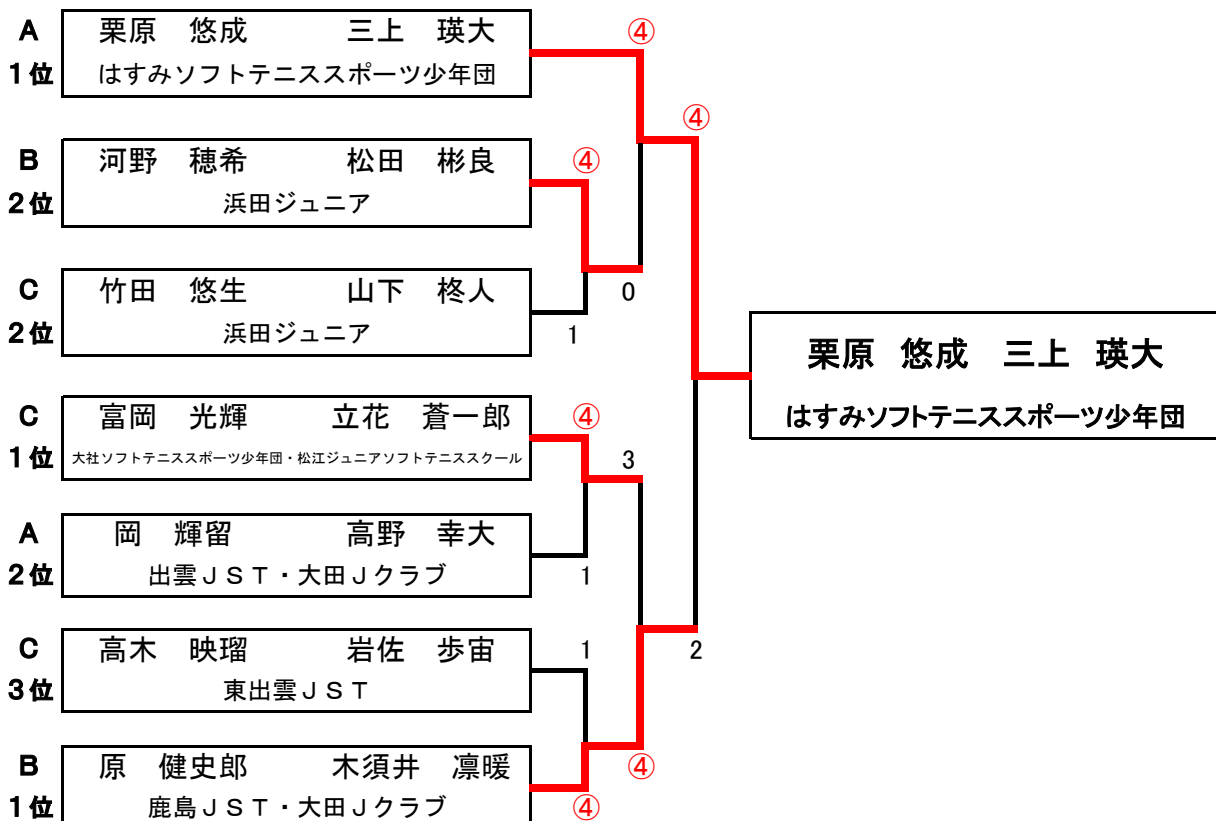 A 栗原 悠成 三上 瑛大
1位 はすみソフトテニススポーツ少年団
④
④
B 河野 穂希 松田 彬良
2位 浜田ジュニア
④
C 竹田 悠生 山下 柊人
2位 浜田ジュニア
0
1
栗原 悠成 三上 瑛大
はすみソフトテニススポーツ少年団
C 富岡 光輝 立花 蒼一郎
1位 大社ソフトテニススポーツ少年団・松江ジュニアソフトテニススクール
④
3
A 岡 輝留 高野 幸大
2位 出雲JST・大田Jクラブ
1
C 高木 映瑠 岩佐 歩宙
3位 東出雲JST
1
2
B 原 健史郎 木須井 凛暖
1位 鹿島JST・大田Jクラブ
④
④